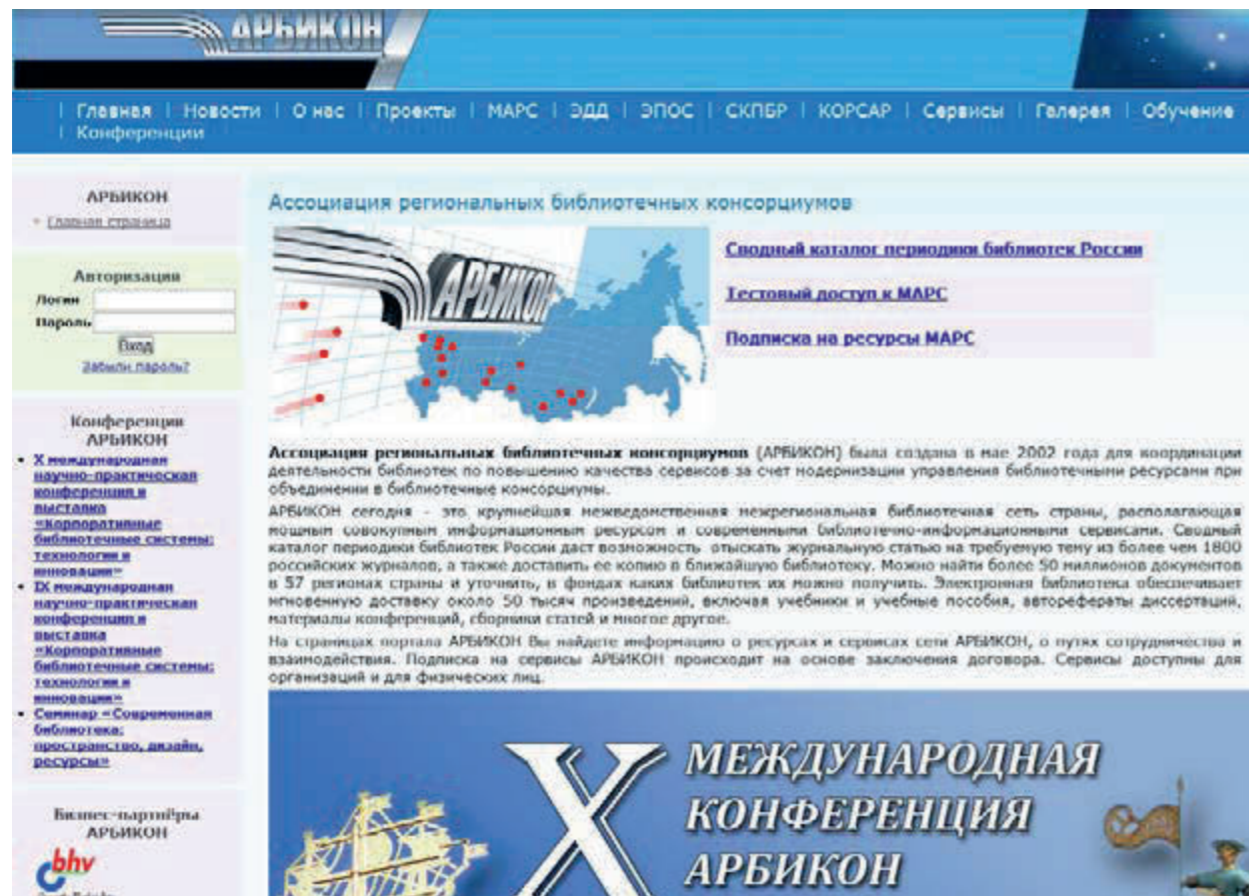 АРБИКОН
| Главная | Новости | О нас | Проекты | МАРС | ЭДД | ЭПОС | СКПБР | КОРСАР | Сервисы | Галерея | Обучение
| Конференции
АРБИКОН
Главная страница
Авторизация
Логин
Пароль
Вход
Забыли пароль?
Конференции
АРБИКОН
• X международная
научно-практическая
конференция и
выставка
«Корпоративные
библиотечные системы:
технологии и
инновации»
• IX международная
научно-практическая
конференция и
выставка
«Корпоративные
библиотечные системы:
технологии и
инновации»
• Семинар «Современная
библиотека:
пространство, дизайн,
ресурсы»
Бизнес-партнёры
АРБИКОН
bhv
Ассоциация региональных библиотечных консорциумов
АРБИКОН
Сводный каталог периодики библиотек России
Тестовый доступ к МАРС
Подписка на ресурсы МАРС
Ассоциация региональных библиотечных консорциумов (АРБИКОН) была создана в мае 2002 года для координации
деятельности библиотек по повышению качества сервисов за счет модернизации управления библиотечными ресурсами при
объединении в библиотечные консорциумы.
АРБИКОН сегодня - это крупнейшая межведомственная межрегиональная библиотечная сеть страны, располагающая
мощным совокупным информационным ресурсом и современными библиотечно-информационными сервисами. Сводный
каталог периодики библиотек России даст возможность отыскать журнальную статью на требуемую тему из более чем 1800
российских журналов, а также доставить ее копию в ближайшую библиотеку. Можно найти более 50 миллионов документов
в 57 регионах страны и уточнить, в фондах каких библиотек их можно получить. Электронная библиотека обеспечивает
мгновенную доставку около 50 тысяч произведений, включая учебники и учебные пособия, авторефераты диссертаций,
материалы конференций, сборники статей и многое другое.
На страницах портала АРБИКОН Вы найдете информацию о ресурсах и сервисах сети АРБИКОН, о путях сотрудничества и
взаимодействия. Подписка на сервисы АРБИКОН происходит на основе заключения договора. Сервисы доступны для
организаций и для физических лиц.
X МЕЖДУНАРОДНАЯ
КОНФЕРЕНЦИЯ
АРБИКОН